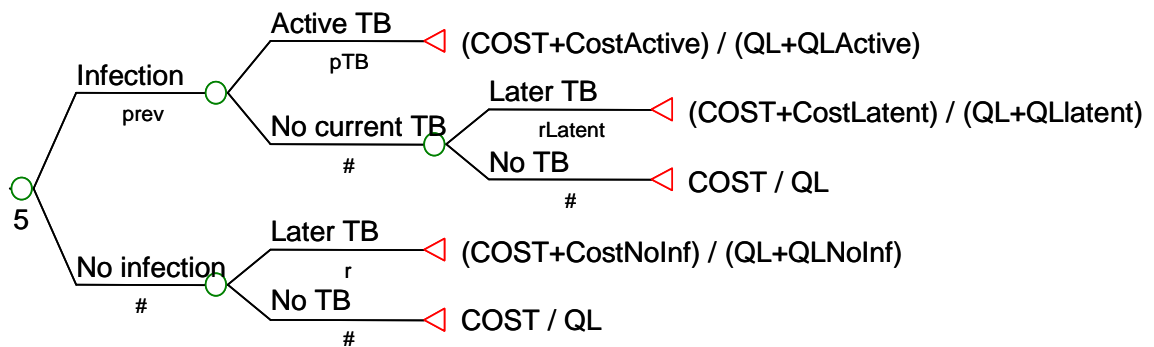 Active TB
(COST+CostActive) / (QL+QLActive)
pTB
Infection
prev
Later TB
(COST+CostLatent) / (QL+QLlatent)
rLatent
No current TB
#
No TB
COST / QL
#
5
Later TB
(COST+CostNoInf) / (QL+QLNoInf)
r
No infection
#
No TB
COST / QL
#